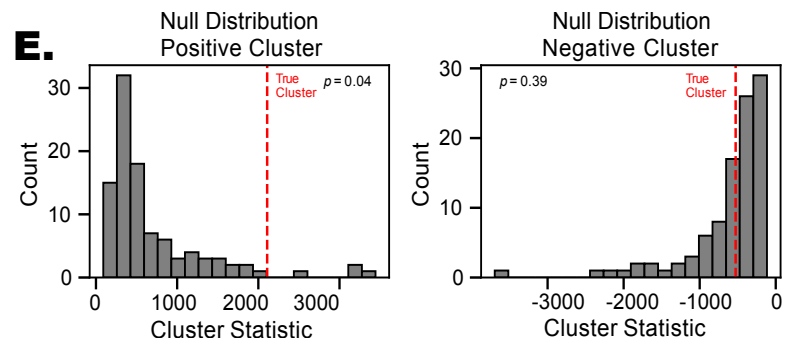 E.
Null Distribution
Positive Cluster
True
Cluster
p = 0.04
Count
30
20
10
0
0
1000
2000
3000
Cluster Statistic
Null Distribution
Negative Cluster
p = 0.39
True
Cluster
Count
30
20
10
0
-3000
-2000
-1000
0
Cluster Statistic